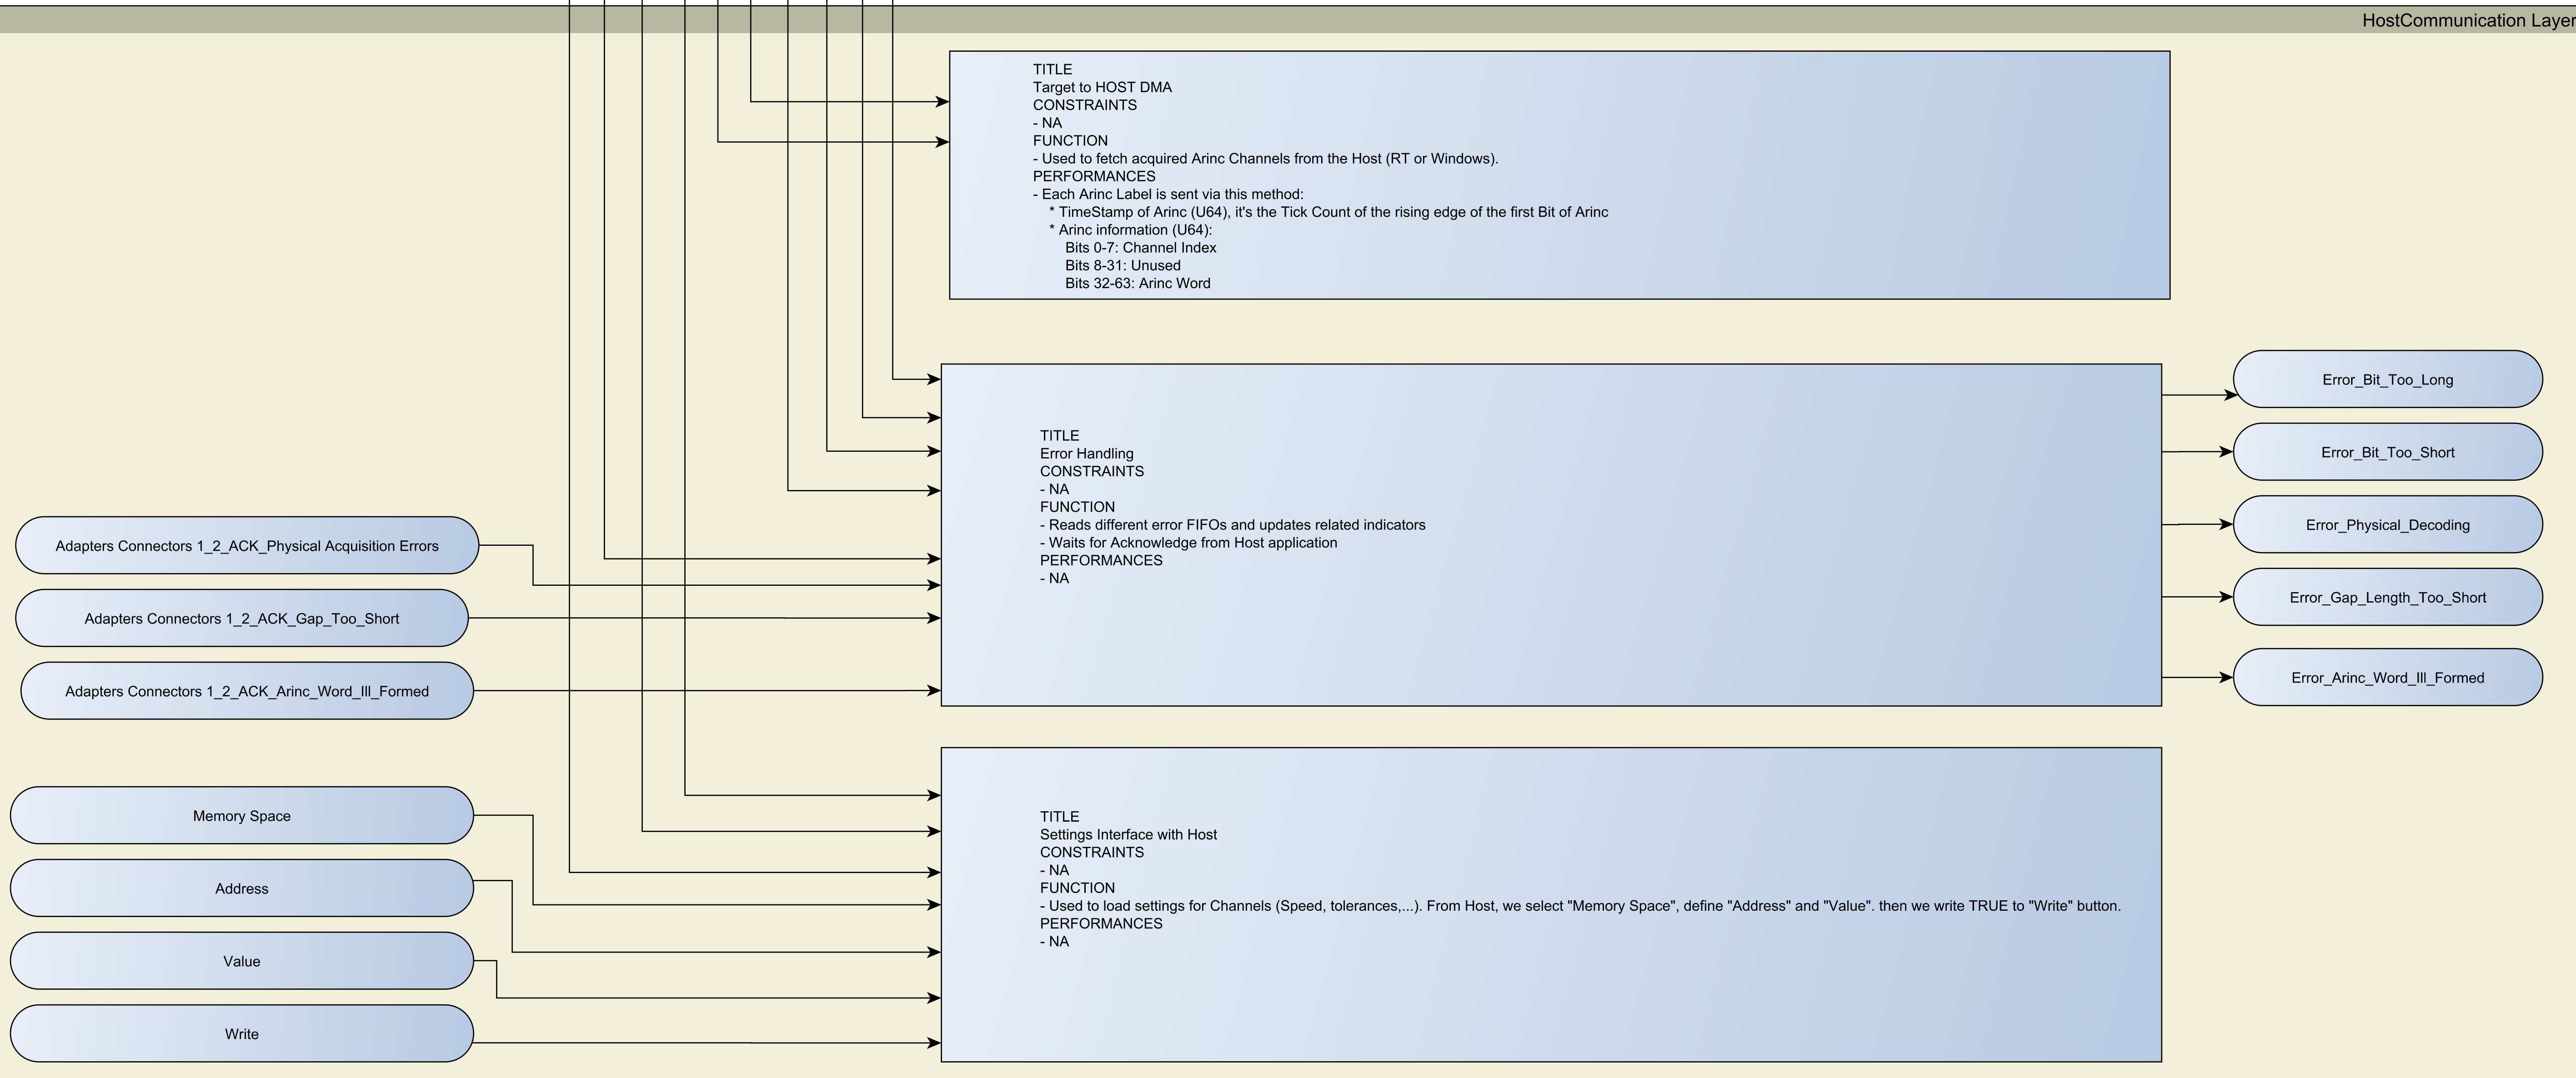 HostCommunication Layer
TITLE
Target to HOST DMA
CONSTRAINTS
- NA
FUNCTION
- Used to fetch acquired Arinc Channels from the Host (RT or Windows).
PERFORMANCES
- Each Arinc Label is sent via this method:
* TimeStamp of Arinc (U64), it's the Tick Count of the rising edge of the first Bit of Arinc
* Arinc information (U64):
Bits 0-7: Channel Index
Bits 8-31: Unused
Bits 32-63: Arinc Word
Adapters Connectors 1_2_ACK_Physical Acquisition Errors
Adapters Connectors 1_2_ACK_Gap_Too_Short
Adapters Connectors 1_2_ACK_Arinc_Word_Ill_Formed
TITLE
Error Handling
CONSTRAINTS
- NA
FUNCTION
- Reads different error FIFOs and updates related indicators
- Waits for Acknowledge from Host application
PERFORMANCES
- NA
Error_Bit_Too_Long
Error_Bit_Too_Short
Error_Physical_Decoding
Error_Gap_Length_Too_Short
Error_Arinc_Word_Ill_Formed
Memory Space
Address
Value
Write
TITLE
Settings Interface with Host
CONSTRAINTS
- NA
FUNCTION
- Used to load settings for Channels (Speed, tolerances,...). From Host, we select "Memory Space", define "Address" and "Value". then we write TRUE to "Write" button.
PERFORMANCES
- NA